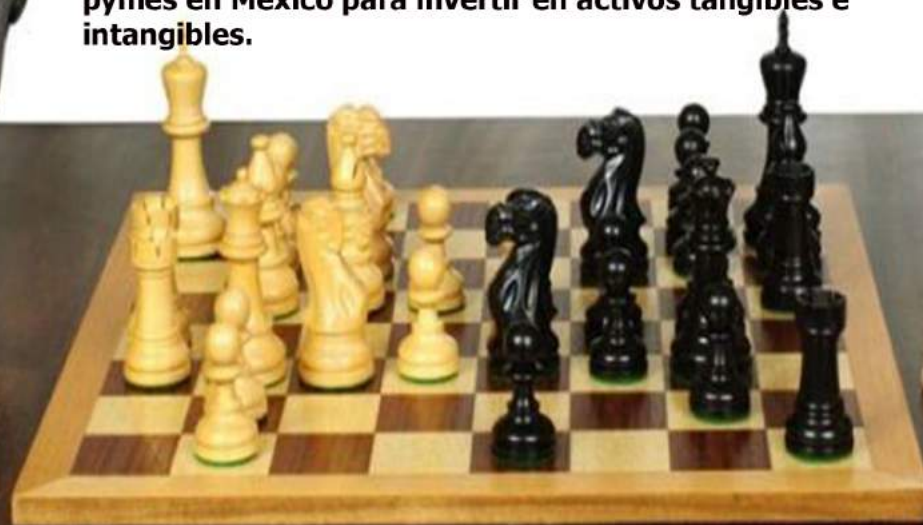 pymes en México para invertir en activos tangibles e
intangibles.